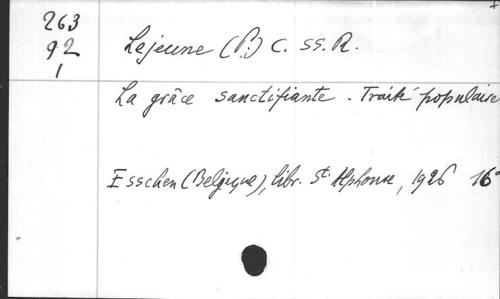 263
92
1
Lejeune (P.) C. SS. R.
La grâce sanctifiante. Traité populaire
Esschen (Belgique), libr. St. Alphonse, 1926 16°